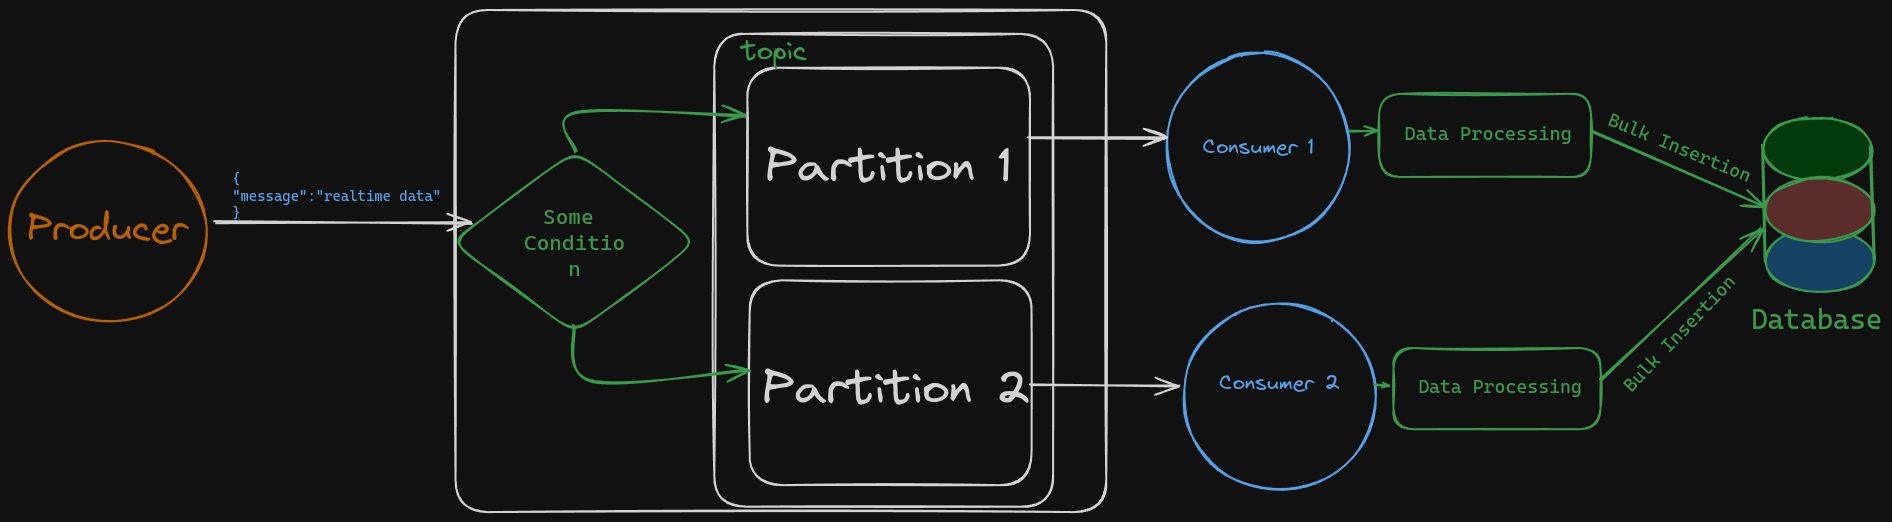 topic
Producer
{
"message":"realtime data"
}
Some
Conditio
n
Partition 1
Partition 2
Consumer 1
Consumer 2
Data Processing
Data Processing
Bulk Insertion
Bulk Insertion
Database